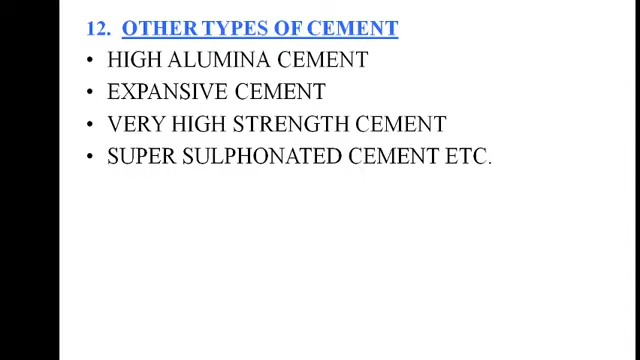 12. OTHER TYPES OF CEMENT
• HIGH ALUMINA CEMENT
• EXPANSIVE CEMENT
• VERY HIGH STRENGTH CEMENT
• SUPER SULPHONATED CEMENT ETC.